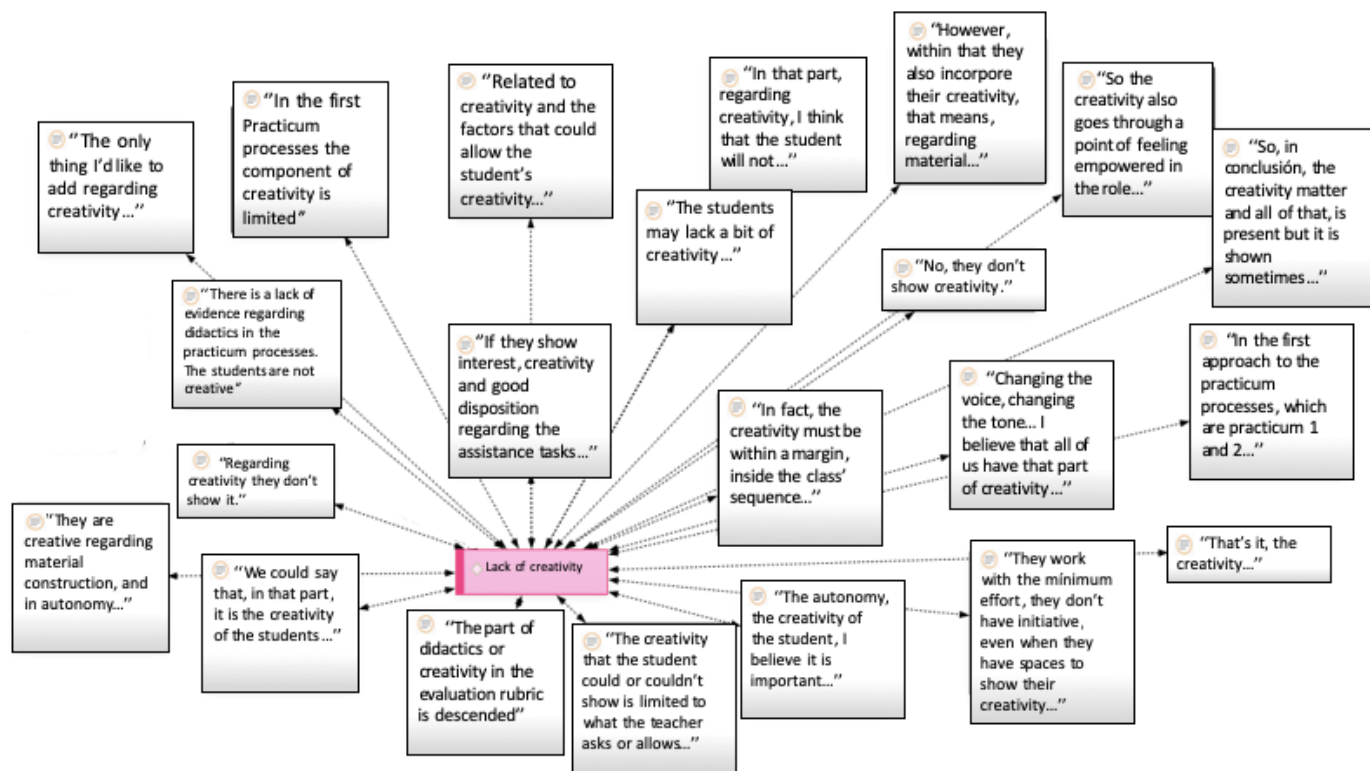 “The only
thing I’d like to
add regarding
creativity...”
“In the first
Practicum
processes the
component of
creativity is
limited”
“Related to
creativity and the
factors that could
allow the
student’s
creativity...”
“In that part,
regarding
creativity, I think
that the student
will not...”
“However,
within that they
also incorpore
their creativity,
that means,
regarding
material...”
“So the
creativity also
goes through a
point of feeling
empowered in
the role...”
“So, in
conclusión, the
creativity matter
and all of that, is
present but it is
shown
sometimes...”
“There is a lack of
evidence regarding
didactics in the
practicum processes.
The students are not
creative”
“If they show
interest, creativity
and good
disposition
regarding the
assistance tasks...”
“The students
may lack a bit of
creativity...”
“No, they don’t
show creativity.”
“In the first
approach to the
practicum
processes, which
are practicum 1
and 2...”
“Changing the
voice, changing
the tone... I
believe that all of
us have that part
of creativity...”
“In fact, the
creativity must be
within a margin,
inside the class’
sequence...”
“Regarding
creativity they don’t
show it.”
“They are
creative regarding
material
construction, and
in autonomy...”
“We could say
that, in that part,
it is the creativity
of the students...”
Lack of creativity
“The part of
didactics or
creativity in the
evaluation rubric
is descended”
“The creativity
that the student
could or couldn’t
show is limited to
what the teacher
asks or allows...”
“The autonomy,
the creativity of
the student, I
believe it is
important...”
“They work
with the minimum
effort, they don’t
have initiative,
even when they
have spaces to
show their
creativity...”
“That’s it, the
creativity...”